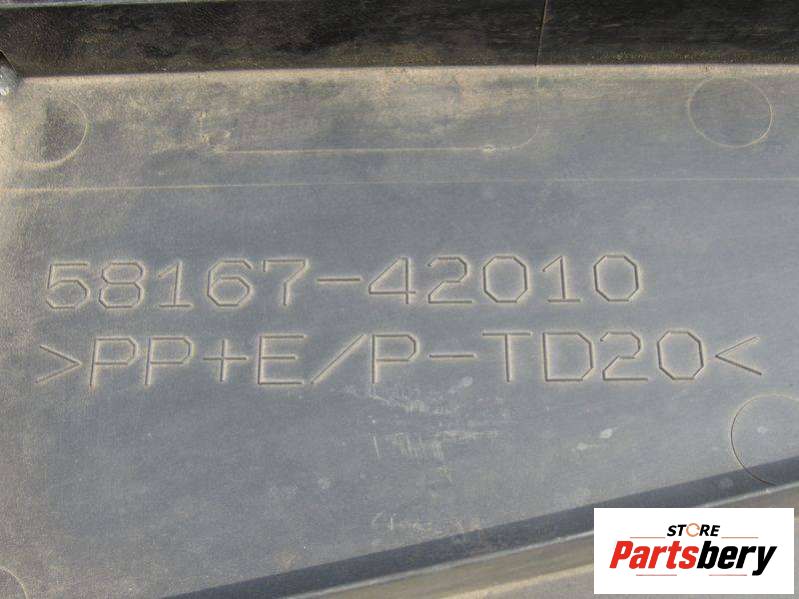 58167-42010
>PP+E/P-TD20<
STORE
Partsbery